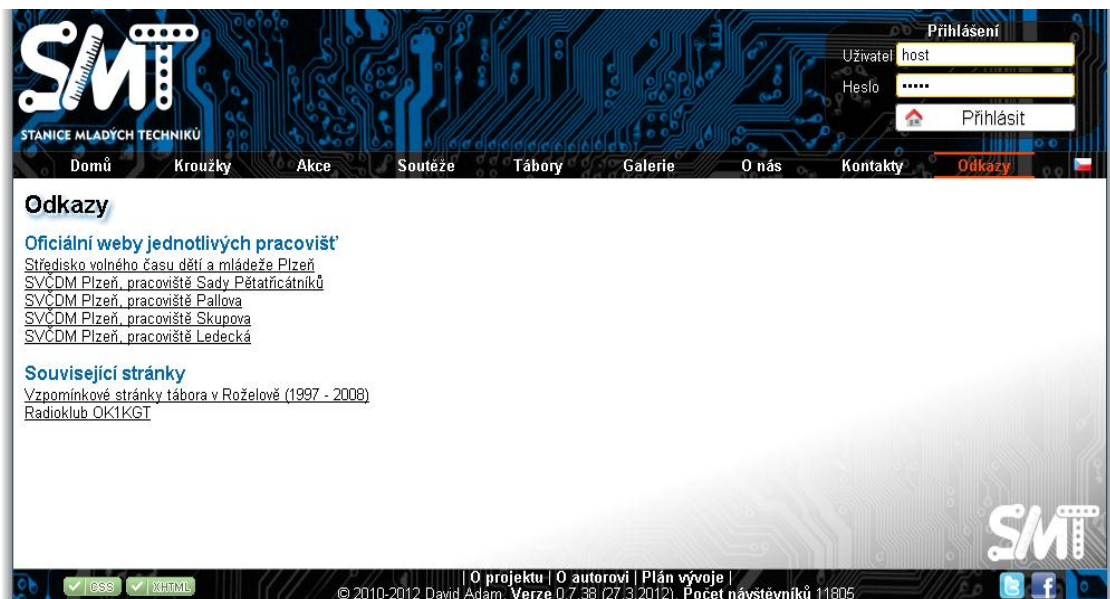 SMT
STANICE MLADÝCH TECHNIKŮ
Přihlášení
Uživatel host
Heslo •••••
Přihlásit
Domů Kroužky Akce Soutěže Tábory Galerie O nás Kontakty Odkazy
Odkazy
Oficiální weby jednotlivých pracovišť
Středisko volného času dětí a mládeže Plzeň
SVČDM Plzeň, pracoviště Sady Pětatřicátníků
SVČDM Plzeň, pracoviště Pallova
SVČDM Plzeň, pracoviště Skupova
SVČDM Plzeň, pracoviště Ledecká
Související stránky
Vzpomínkové stránky tábora v Roželově (1997 - 2008)
Radioklub OK1KGT
SMT
CSS XHTML
| O projektu | O autorovi | Plán vývoje |
© 2010-2012 David Adam, Verze 0.7.38 (27.3.2012), Počet návštěvníků 11805